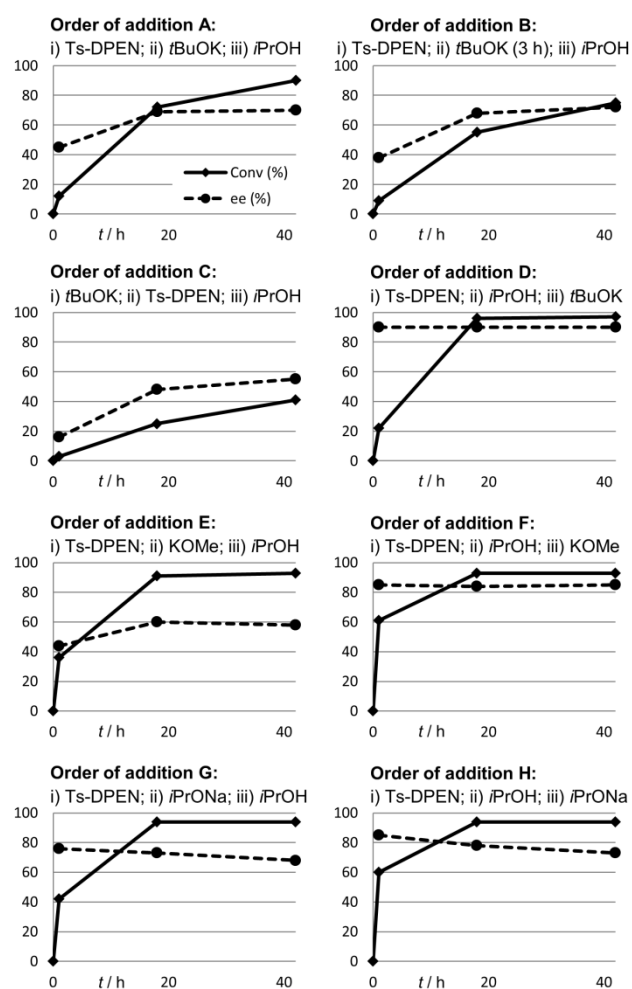 Order of addition A:
i) Ts-DPEN; ii) tBuOK; iii) iPrOH
100
80
60
40
20
0
Conv (%)
ee (%)
0 t / h 20 40
Order of addition B:
i) Ts-DPEN; ii) tBuOK (3 h); iii) iPrOH
100
80
60
40
20
0
0 t / h 20 40
Order of addition C:
i) tBuOK; ii) Ts-DPEN; iii) iPrOH
100
80
60
40
20
0
0 t / h 20 40
Order of addition D:
i) Ts-DPEN; ii) iPrOH; iii) tBuOK
100
80
60
40
20
0
0 t / h 20 40
Order of addition E:
i) Ts-DPEN; ii) KOMe; iii) iPrOH
100
80
60
40
20
0
0 t / h 20 40
Order of addition F:
i) Ts-DPEN; ii) iPrOH; iii) KOMe
100
80
60
40
20
0
0 t / h 20 40
Order of addition G:
i) Ts-DPEN; ii) iPrONa; iii) iPrOH
100
80
60
40
20
0
0 t / h 20 40
Order of addition H:
i) Ts-DPEN; ii) iPrOH; iii) iPrONa
100
80
60
40
20
0
0 t / h 20 40